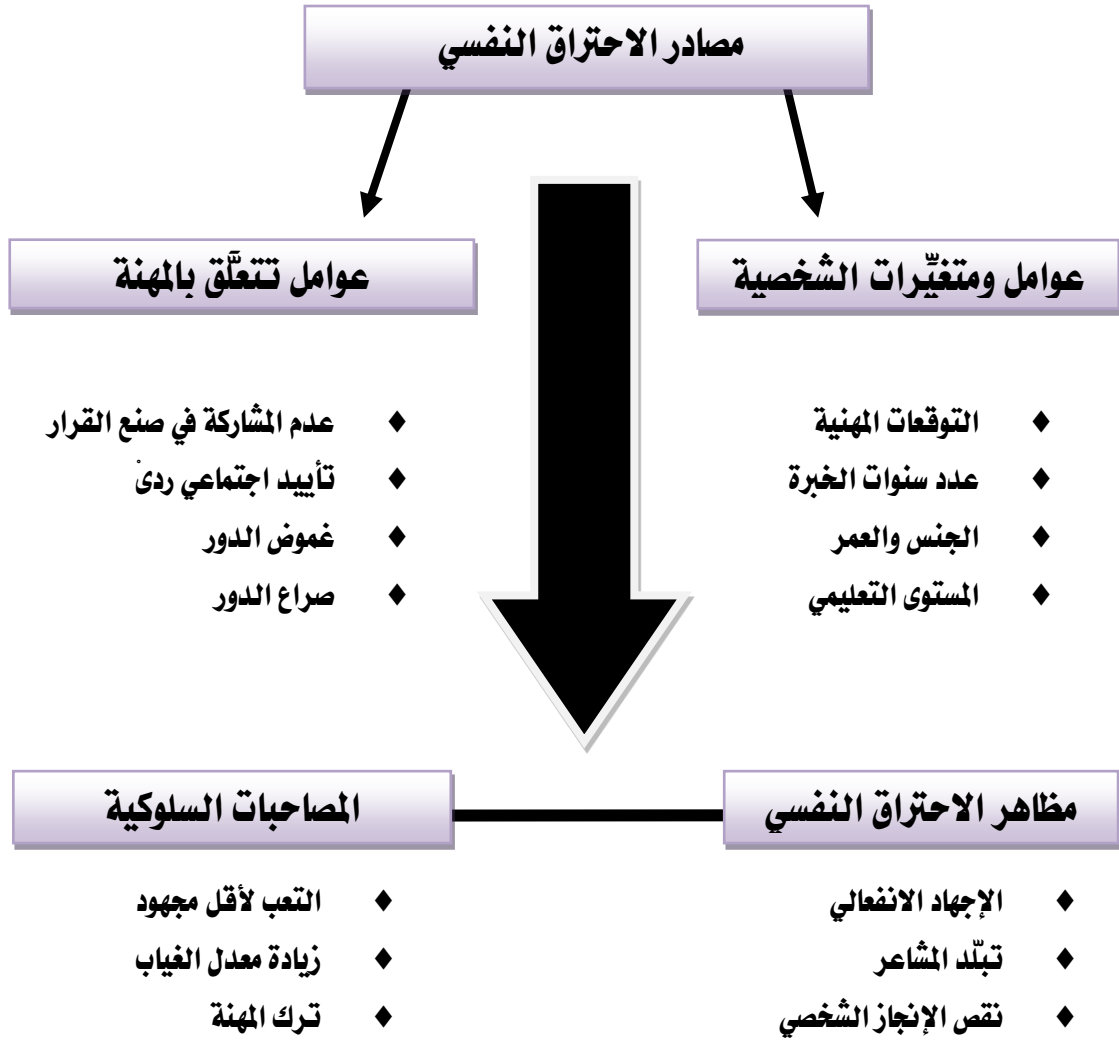 مصادر الاحتراق النفسي
عوامل ومتغيّرات الشخصية
التوقعات المهنية
عدد سنوات الخبرة
الجنس والعمر
المستوى التعليمي
عوامل تتعلَّق بالمهنة
عدم المشاركة في صنع القرار
تأييد اجتماعي ردئ
غموض الدور
صراع الدور
مظاهر الاحتراق النفسي
الإجهاد الانفعالي
تبلّد المشاعر
نقص الإنجاز الشخصي
المصاحبات السلوكية
التعب لأقل مجهود
زيادة معدل الغياب
ترك المهنة